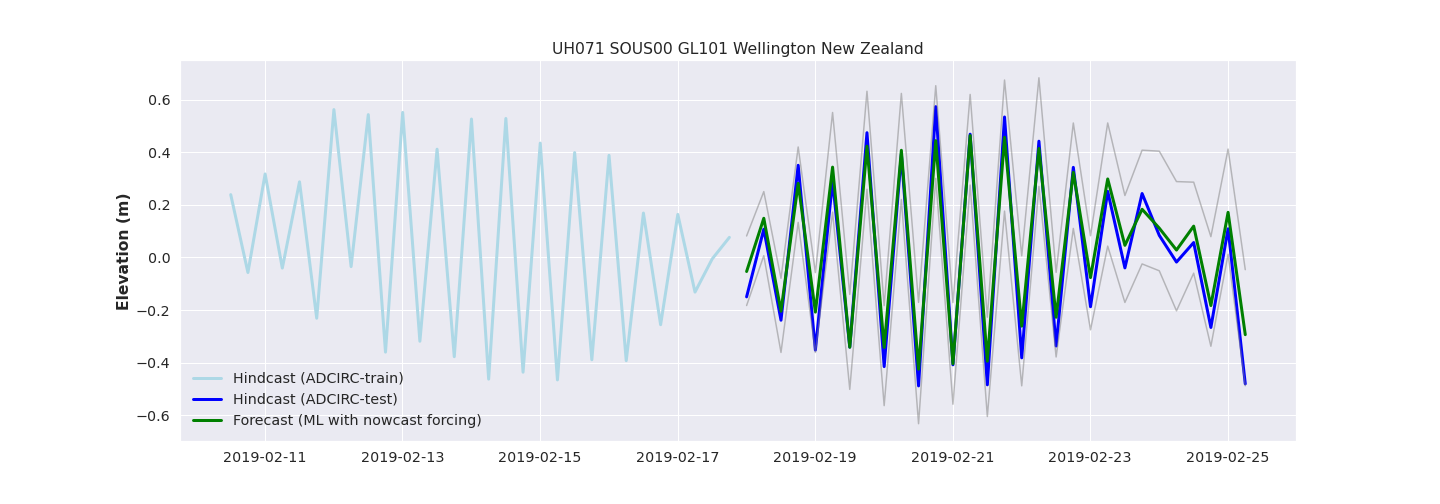 UH071 SOUS00 GL101 Wellington New Zealand
Elevation (m)
0.6
0.4
0.2
0.0
−0.2
−0.4
−0.6
Hindcast (ADCIRC-train)
Hindcast (ADCIRC-test)
Forecast (ML with nowcast forcing)
2019-02-11 2019-02-13 2019-02-15 2019-02-17 2019-02-19 2019-02-21 2019-02-23 2019-02-25